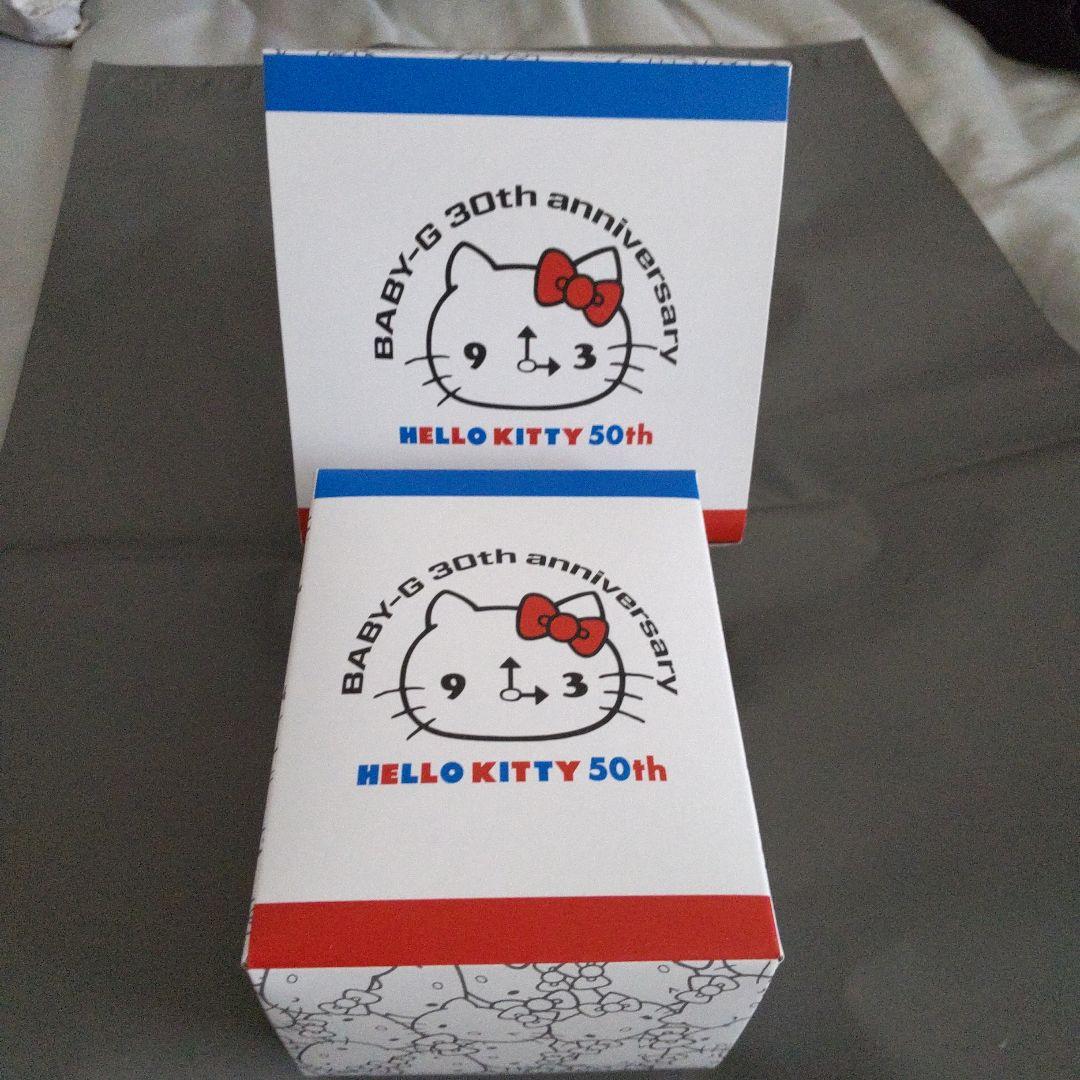 BABY-G 30th anniversary
9 3
HELLO KITTY 50th
BABY-G 30th anniversary
9 3
HELLO KITTY 50th